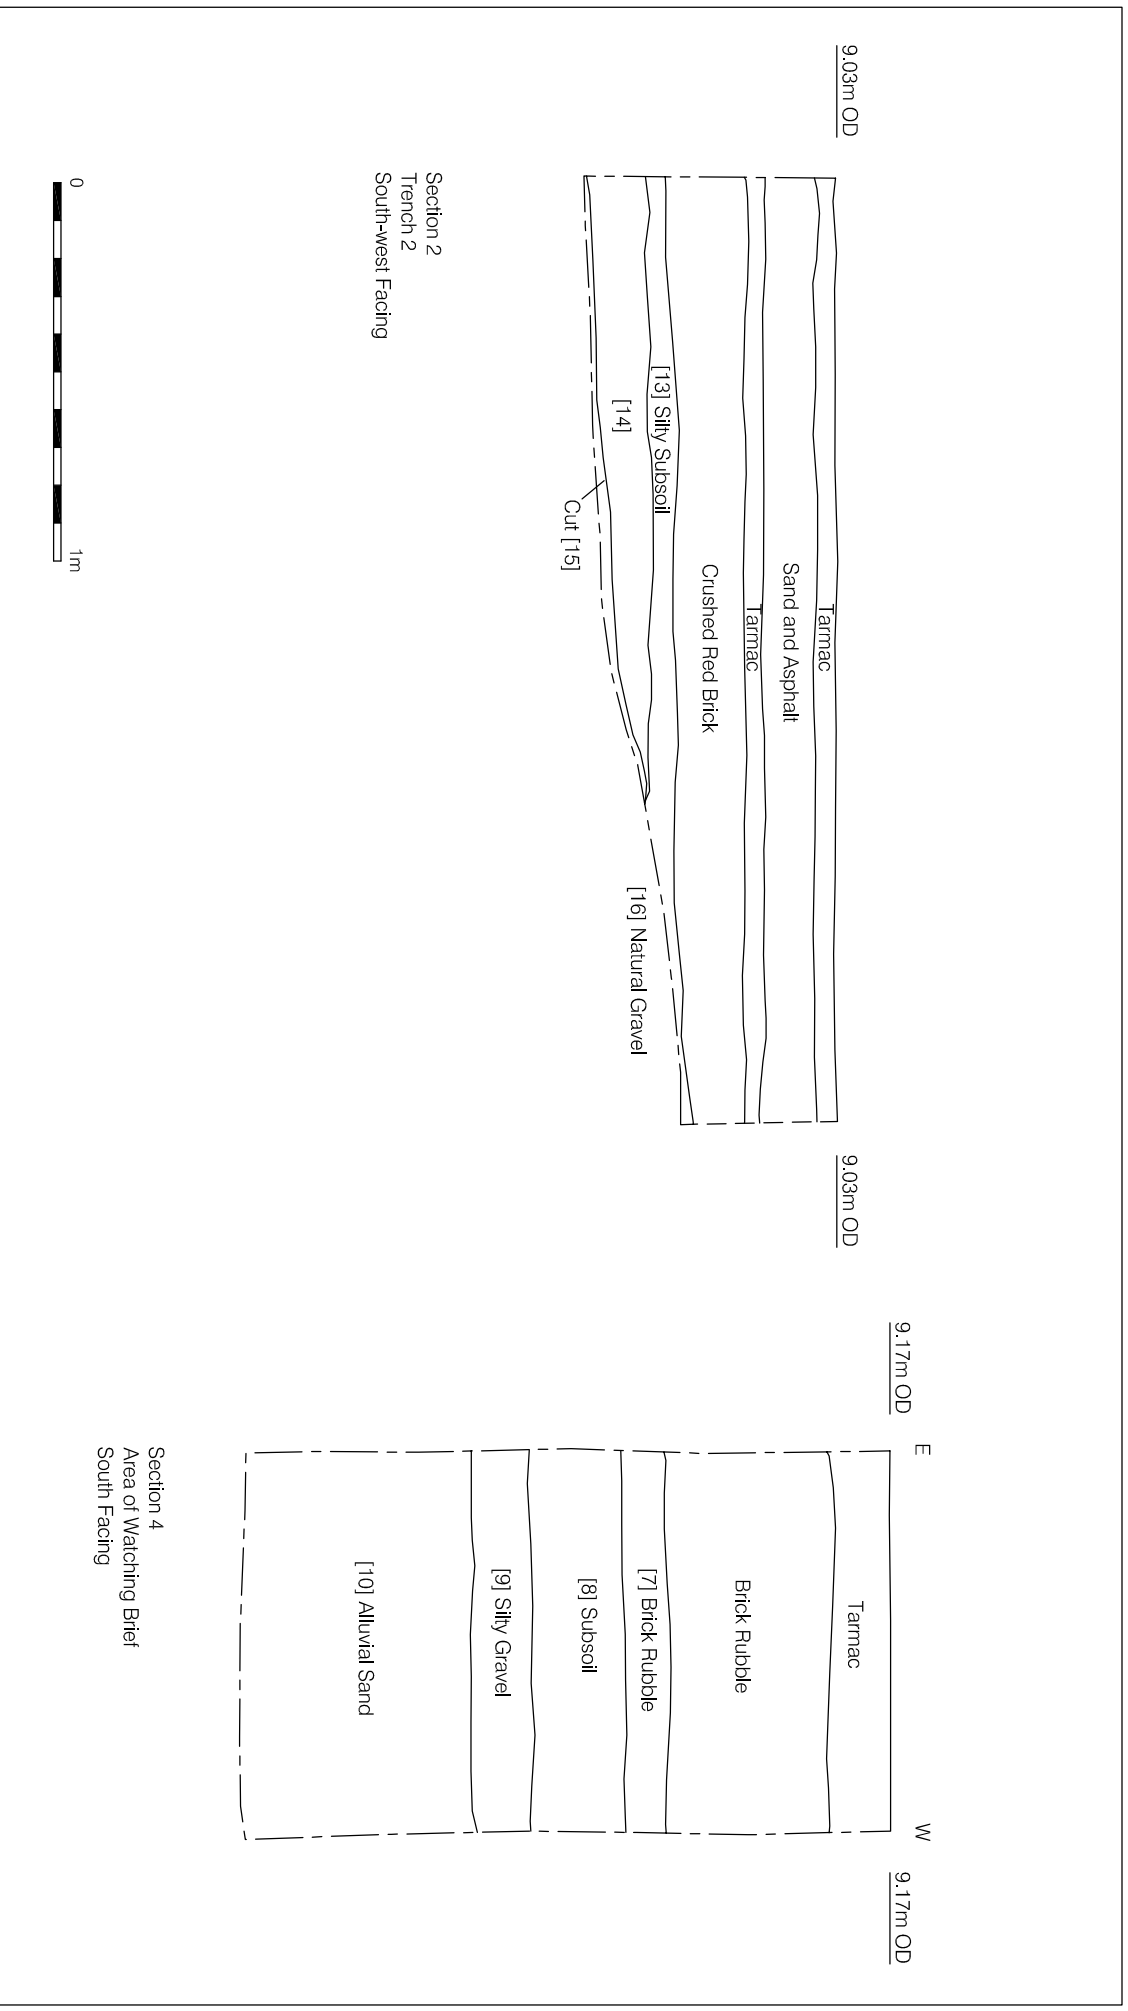 9.03m OD
9.03m OD
Tarmac
Sand and Asphalt
Tarmac
Crushed Red Brick
[13] Silty Subsoil
[14]
Cut [15]
[16] Natural Gravel
Section 2
Trench 2
South-west Facing
0
1m
E
W
9.17m OD
9.17m OD
Tarmac
Brick Rubble
[7] Brick Rubble
[8] Subsoil
[9] Silty Gravel
[10] Alluvial Sand
Section 4
Area of Watching Brief
South Facing